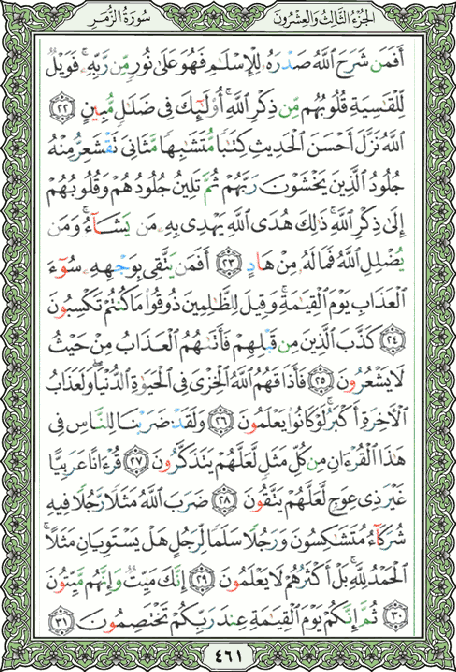 الجزء الثالث والعشرون
سورة الزمر
أَفَمَن شَرَحَ ٱللَّهُ صَدْرَهُۥ لِلْإِسْلَٰمِ فَهُوَ عَلَىٰ نُورٍ مِّن رَّبِّهِۦ ۚ فَوَيْلٌ
لِّلْقَٰسِيَةِ قُلُوبُهُم مِّن ذِكْرِ ٱللَّهِ ۚ أُو۟لَٰٓئِكَ فِى ضَلَٰلٍ مُّبِينٍ ﴿٢٢﴾
ٱللَّهُ نَزَّلَ أَحْسَنَ ٱلْحَدِيثِ كِتَٰبًا مُّتَشَٰبِهًا مَّثَانِىَ تَقْشَعِرُّ مِنْهُ
جُلُودُ ٱلَّذِينَ يَخْشَوْنَ رَبَّهُمْ ثُمَّ تَلِينُ جُلُودُهُمْ وَقُلُوبُهُمْ
إِلَىٰ ذِكْرِ ٱللَّهِ ۚ ذَٰلِكَ هُدَى ٱللَّهِ يَهْدِى بِهِۦ مَن يَشَآءُ ۚ وَمَن
يُضْلِلِ ٱللَّهُ فَمَا لَهُۥ مِنْ هَادٍ ﴿٢٣﴾ أَفَمَن يَتَّقِى بِوَجْهِهِۦ سُوٓءَ
ٱلْعَذَابِ يَوْمَ ٱلْقِيَٰمَةِ ۚ وَقِيلَ لِلظَّٰلِمِينَ ذُوقُوا۟ مَا كُنتُمْ تَكْسِبُونَ
﴿٢٤﴾ كَذَّبَ ٱلَّذِينَ مِن قَبْلِهِمْ فَأَتَىٰهُمُ ٱلْعَذَابُ مِنْ حَيْثُ
لَا يَشْعُرُونَ ﴿٢٥﴾ فَأَذَاقَهُمُ ٱللَّهُ ٱلْخِزْىَ فِى ٱلْحَيَوٰةِ ٱلدُّنْيَا ۖ وَلَعَذَابُ
ٱلْءَاخِرَةِ أَكْبَرُ ۚ لَوْ كَانُوا۟ يَعْلَمُونَ ﴿٢٦﴾ وَلَقَدْ ضَرَبْنَا لِلنَّاسِ فِى
هَٰذَا ٱلْقُرْءَانِ مِن كُلِّ مَثَلٍ لَّعَلَّهُمْ يَتَذَكَّرُونَ ﴿٢٧﴾ قُرْءَانًا عَرَبِيًّا
غَيْرَ ذِى عِوَجٍ لَّعَلَّهُمْ يَتَّقُونَ ﴿٢٨﴾ ضَرَبَ ٱللَّهُ مَثَلًا رَّجُلًا فِيهِ
شُرَكَآءُ مُتَشَٰكِسُونَ وَرَجُلًا سَلَمًا لِّرَجُلٍ هَلْ يَسْتَوِيَانِ مَثَلًا ۚ
ٱلْحَمْدُ لِلَّهِ ۚ بَلْ أَكْثَرُهُمْ لَا يَعْلَمُونَ ﴿٢٩﴾ إِنَّكَ مَيِّتٌ وَإِنَّهُم مَّيِّتُونَ
﴿٣٠﴾ ثُمَّ إِنَّكُمْ يَوْمَ ٱلْقِيَٰمَةِ عِندَ رَبِّكُمْ تَخْتَصِمُونَ ﴿٣١﴾
٤٦١